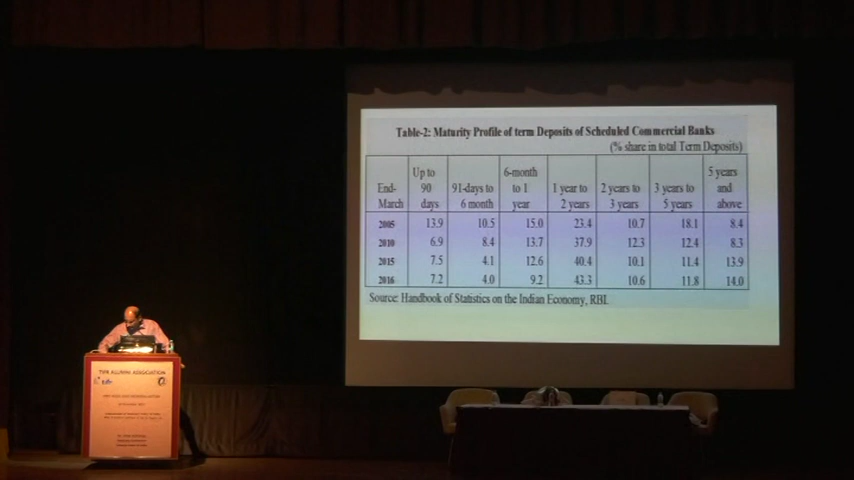 Table-2: Maturity Profile of term Deposits of Scheduled Commercial Banks
(% share in total Term Deposits)
End-March Up to 90 days 91-days to 6 month 6-month to 1 year 1 year to 2 years 2 years to 3 years 3 years to 5 years 5 years and above
2005 13.9 10.5 15.0 23.4 10.7 18.1 8.4
2010 6.9 8.4 13.7 37.9 12.3 12.4 8.3
2015 7.5 4.1 12.6 40.4 10.1 11.4 13.9
2016 7.2 4.0 9.2 43.3 10.6 11.8 14.0
Source: Handbook of Statistics on the Indian Economy, RBI.
TIFR ALUMNI ASSOCIATION